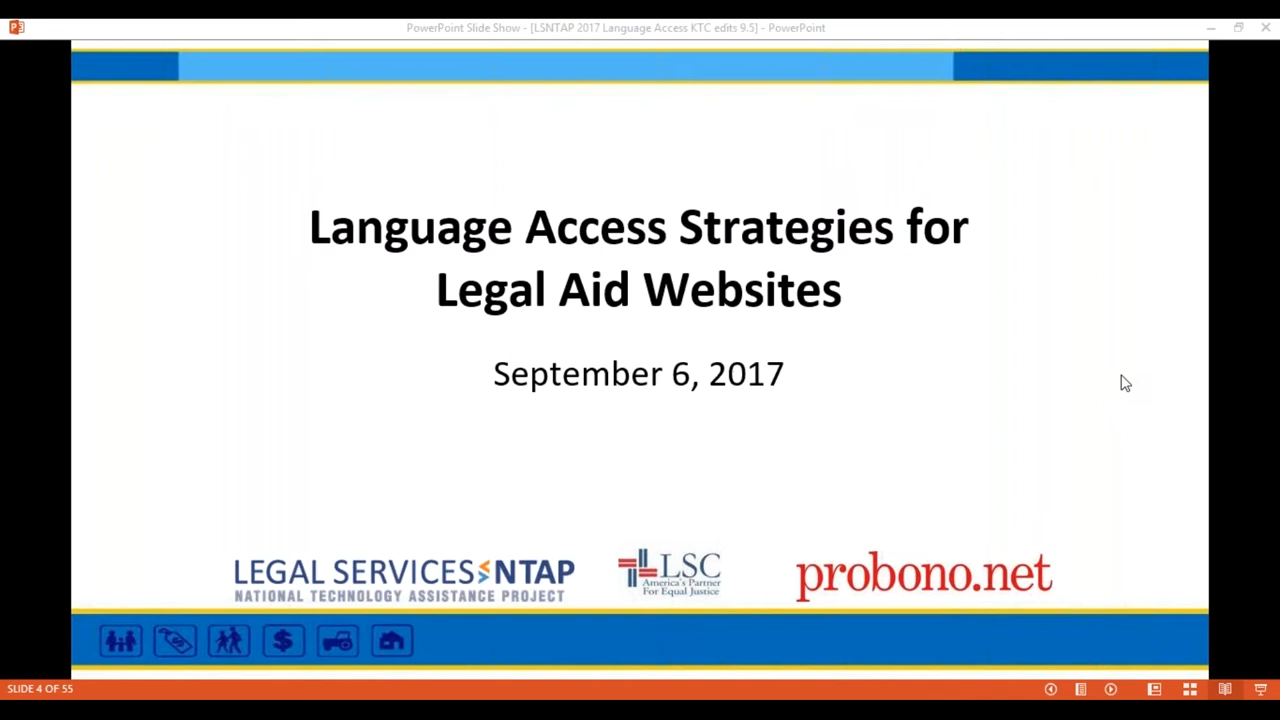 PowerPoint Slide Show - [LSNTAP 2017 Language Access KTC edits 9.5] - PowerPoint
Language Access Strategies for
Legal Aid Websites
September 6, 2017
LEGAL SERVICES NTAP
NATIONAL TECHNOLOGY ASSISTANCE PROJECT
LSC
America's Partner
For Equal Justice
probono.net
$
SLIDE 4 OF 55